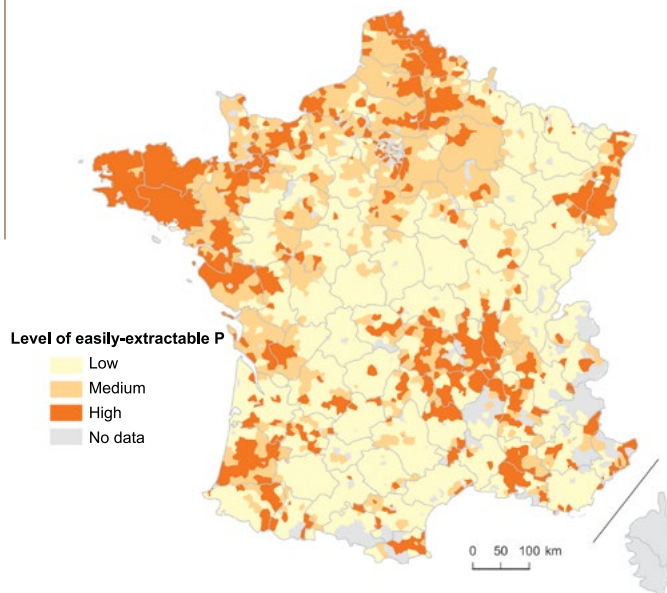 Level of easily-extractable P
Low
Medium
High
No data
0 50 100 km